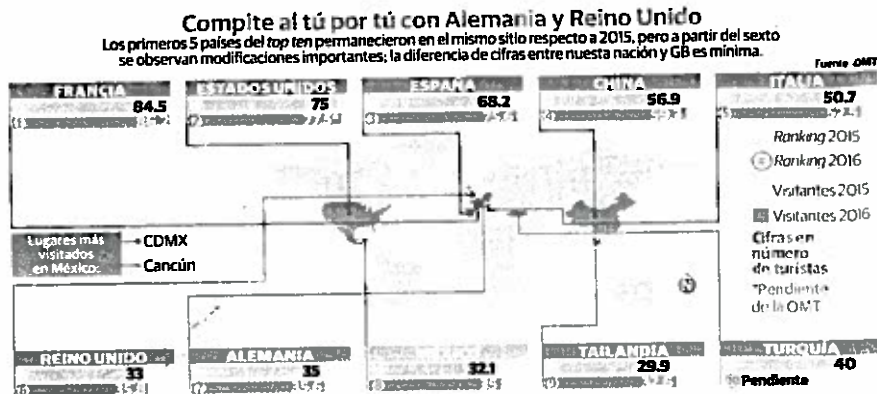 Compite al tú por tú con Alemania y Reino Unido
Los primeros 5 países del top ten permanecieron en el mismo sitio respecto a 2015, pero a partir del sexto
se observan modificaciones importantes; la diferencia de cifras entre nuesta nación y GB es mínima.
Fuente OMT
FRANCIA
84.5
ESTADOS UNIDOS
75
ESPAÑA
68.2
CHINA
56.9
ITALIA
50.7
Ranking 2015
Ranking 2016
Visitantes 2015
Visitantes 2016
Cifras en
número
de turistas
*Pendiente
de la OMT
Lugares más
visitados
en México:
CDMX
Cancún
N
REINO UNIDO
33
ALEMANIA
35
35.6
32.1
35
TAILANDIA
29.9
TURQUÍA
40
Pendiente